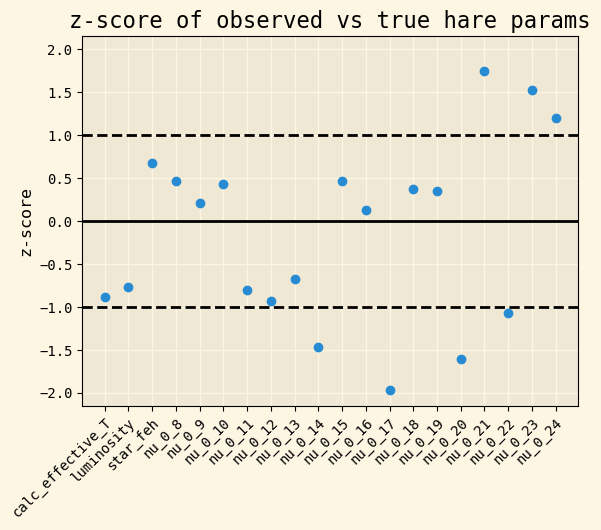 z-score of observed vs true hare params
z-score
2.0
1.5
1.0
0.5
0.0
−0.5
−1.0
−1.5
−2.0
calc_effective_T
luminosity
star_feh
nu_0_8
nu_0_9
nu_0_10
nu_0_11
nu_0_12
nu_0_13
nu_0_14
nu_0_15
nu_0_16
nu_0_17
nu_0_18
nu_0_19
nu_0_20
nu_0_21
nu_0_22
nu_0_23
nu_0_24